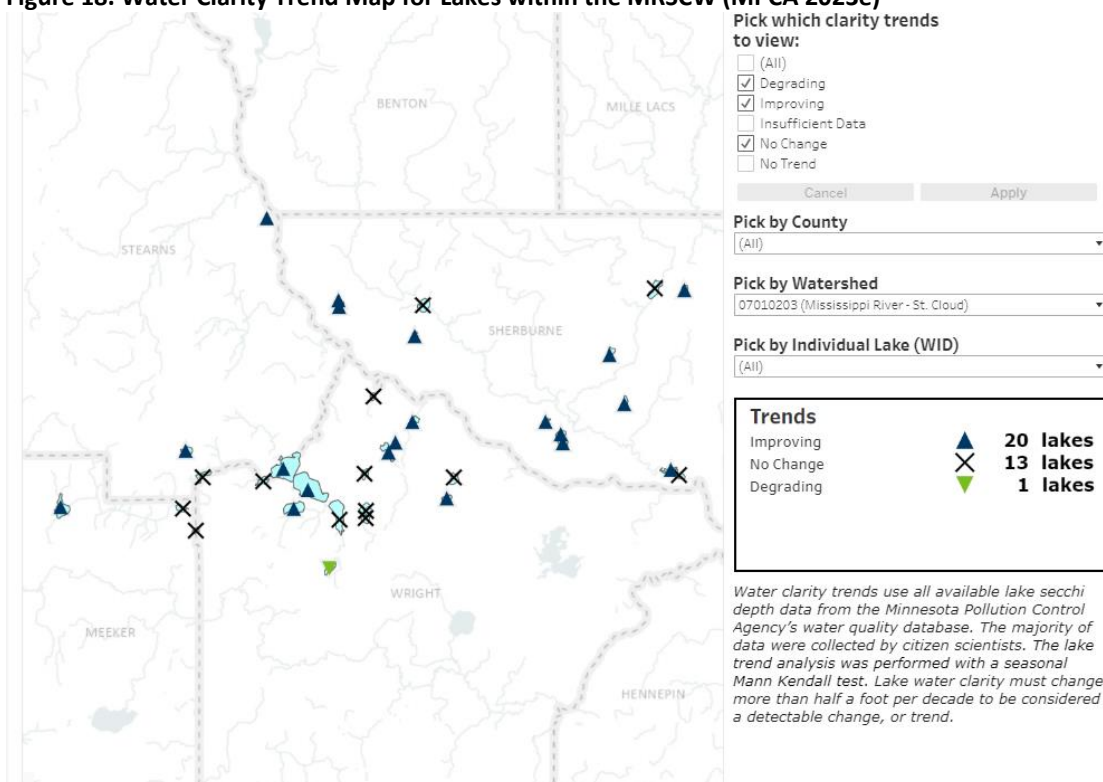 Figure 18. Water Clarity Trend Map for Lakes within the MRSCW (MPCA 2023e)
Pick which clarity trends
to view:
(All)
Degrading
Improving
Insufficient Data
No Change
No Trend
Cancel Apply
Pick by County
(All)
Pick by Watershed
07010203 (Mississippi River - St. Cloud)
Pick by Individual Lake (WID)
(All)
Trends
Improving 20 lakes
No Change 13 lakes
Degrading 1 lakes
Water clarity trends use all available lake secchi
depth data from the Minnesota Pollution Control
Agency's water quality database. The majority of
data were collected by citizen scientists. The lake
trend analysis was performed with a seasonal
Mann Kendall test. Lake water clarity must change
more than half a foot per decade to be considered
a detectable change, or trend.
BENTON
MILLE LACS
STEARNS
SHERBURNE
WRIGHT
MEEKER
HENNEPIN